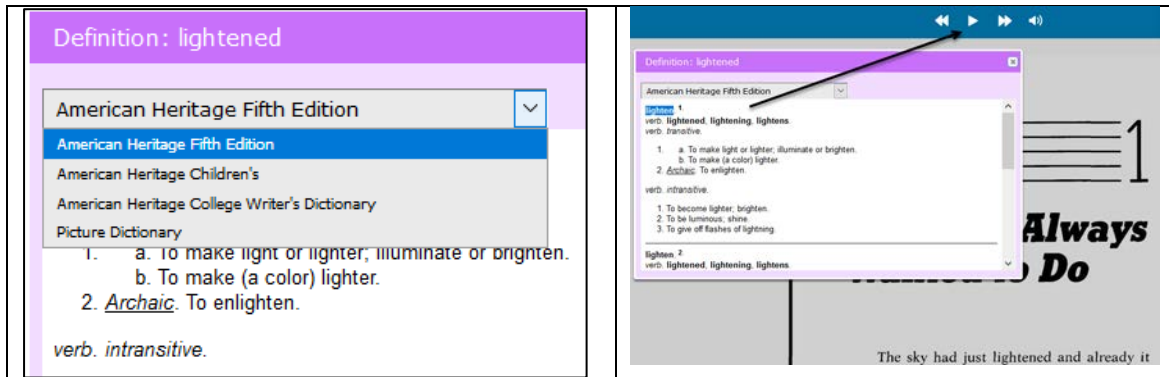 Definition: lightened
American Heritage Fifth Edition
American Heritage Fifth Edition
American Heritage Children's
American Heritage College Writer's Dictionary
Picture Dictionary
1. a. To make light or lighter; illuminate or brighten.
b. To make (a color) lighter.
2. Archaic. To enlighten.
verb. intransitive.
Definition: lightened
American Heritage Fifth Edition
lighten 1.
verb. lightened, lightening, lightens.
verb. transitive.
1. a. To make light or lighter; illuminate or brighten.
b. To make (a color) lighter.
2. Archaic. To enlighten.
verb. intransitive.
1. To become lighter; brighten.
2. To be luminous; shine.
3. To give off flashes of lightning.
lighten. 2
verb. lightened, lightening, lightens.
1
Always
Do
The sky had just lightened and already it